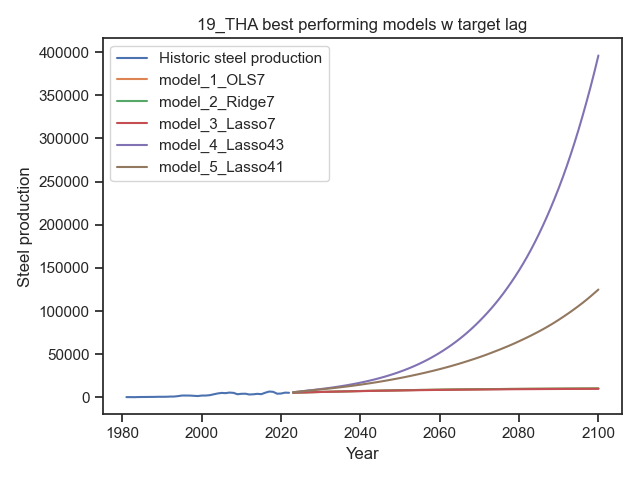 19_THA best performing models w target lag
Historic steel production
model_1_OLS7
model_2_Ridge7
model_3_Lasso7
model_4_Lasso43
model_5_Lasso41
Steel production
400000
350000
300000
250000
200000
150000
100000
50000
0
1980 2000 2020 2040 2060 2080 2100
Year